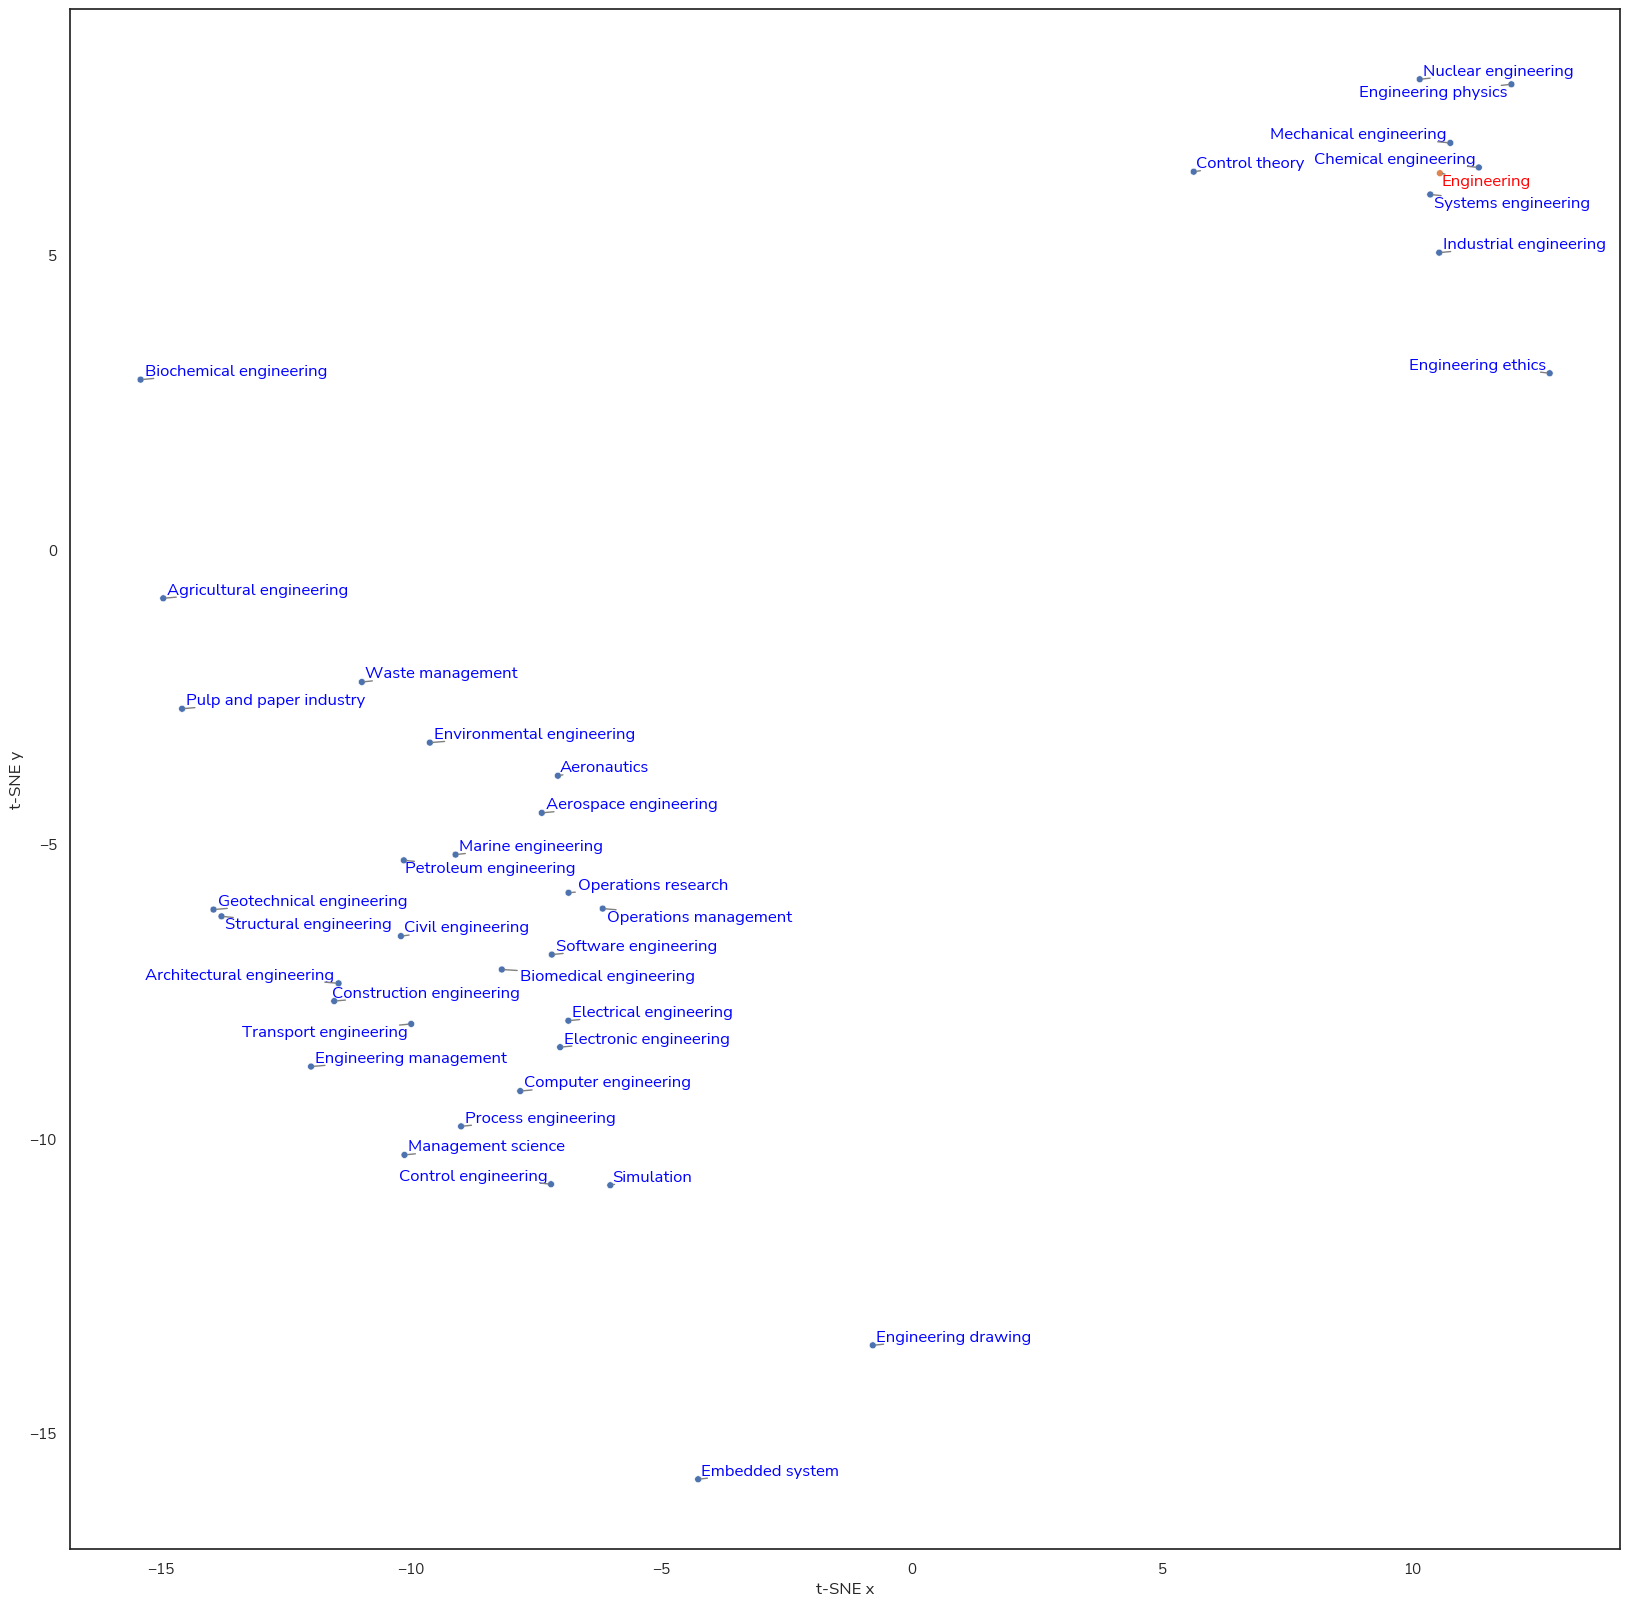 Nuclear engineering
Engineering physics
Mechanical engineering
Chemical engineering
Control theory
Engineering
Systems engineering
Industrial engineering
5
Engineering ethics
Biochemical engineering
0
Agricultural engineering
Waste management
Pulp and paper industry
Environmental engineering
Aeronautics
t-SNE y
Aerospace engineering
−5
Marine engineering
Petroleum engineering
Operations research
Geotechnical engineering
Operations management
Structural engineering
Civil engineering
Software engineering
Architectural engineering
Biomedical engineering
Construction engineering
Electrical engineering
Transport engineering
Electronic engineering
Engineering management
Computer engineering
Process engineering
−10
Management science
Control engineering
Simulation
Engineering drawing
−15
Embedded system
−15
−10
−5
0
5
10
t-SNE x